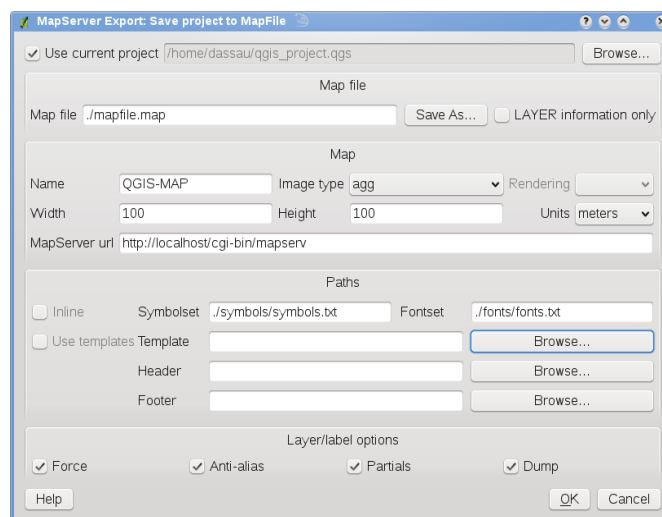 MapServer Export: Save project to MapFile
Use current project /home/dassau/qgis_project.qgs Browse...
Map file
Map file ./mapfile.map Save As... LAYER information only
Map
Name QGIS-MAP Image type agg Rendering
Width 100 Height 100 Units meters
MapServer url http://localhost/cgi-bin/mapserv
Paths
Inline Symbolset ./symbols/symbols.txt Fontset ./fonts/fonts.txt
Use templates Template Browse...
Header Browse...
Footer Browse...
Layer/label options
Force Anti-alias Partials Dump
Help OK Cancel